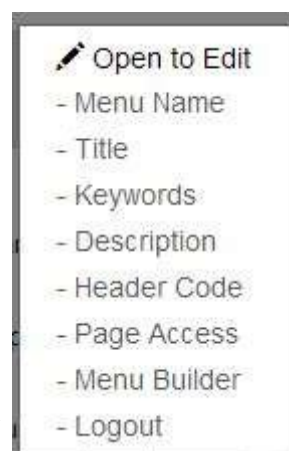 Open to Edit
- Menu Name
- Title
- Keywords
- Description
- Header Code
- Page Access
- Menu Builder
- Logout